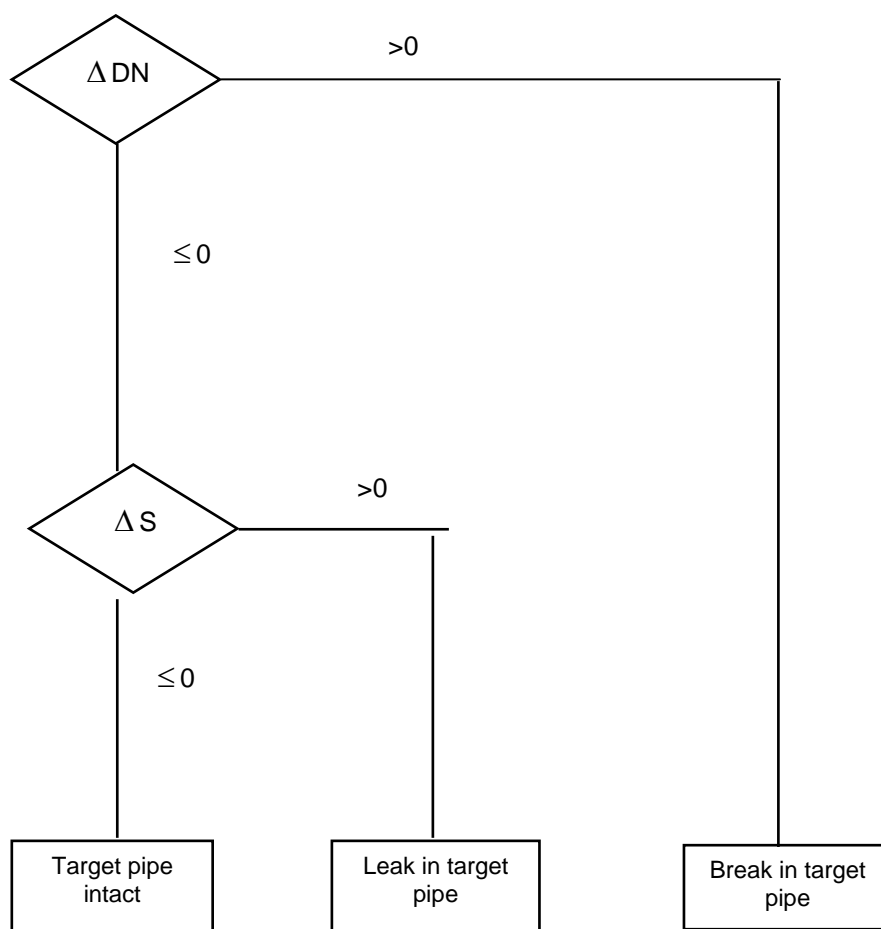 >0
Δ DN
≤ 0
>0
Δ S
≤ 0
Target pipe
intact
Leak in target
pipe
Break in target
pipe